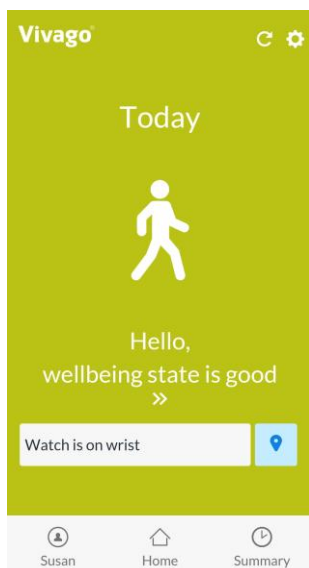 Vivago
Today
Hello,
wellbeing state is good
»
Watch is on wrist
Susan
Home
Summary